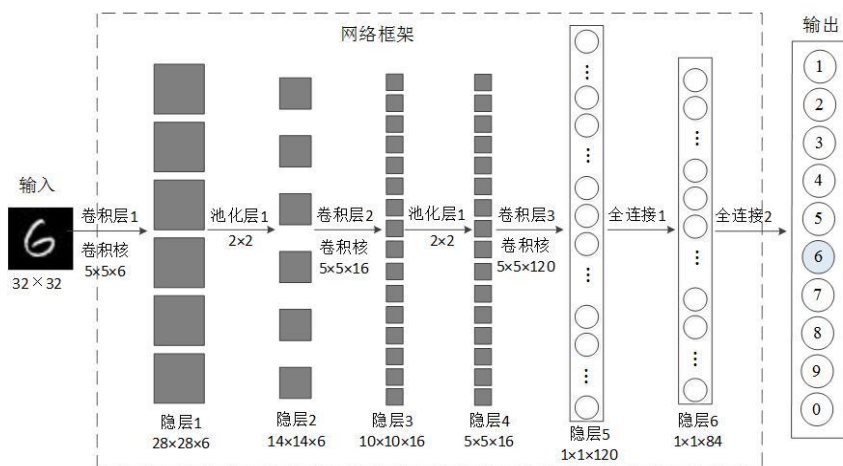 网络框架
输出
输入
6
32×32
卷积层1
卷积核
5×5×6
隐层1
28×28×6
池化层1
2×2
隐层2
14×14×6
卷积层2
卷积核
5×5×16
隐层3
10×10×16
池化层1
2×2
隐层4
5×5×16
卷积层3
卷积核
5×5×120
隐层5
1×1×120
全连接1
隐层6
1×1×84
全连接2
1
2
3
4
5
6
7
8
9
0